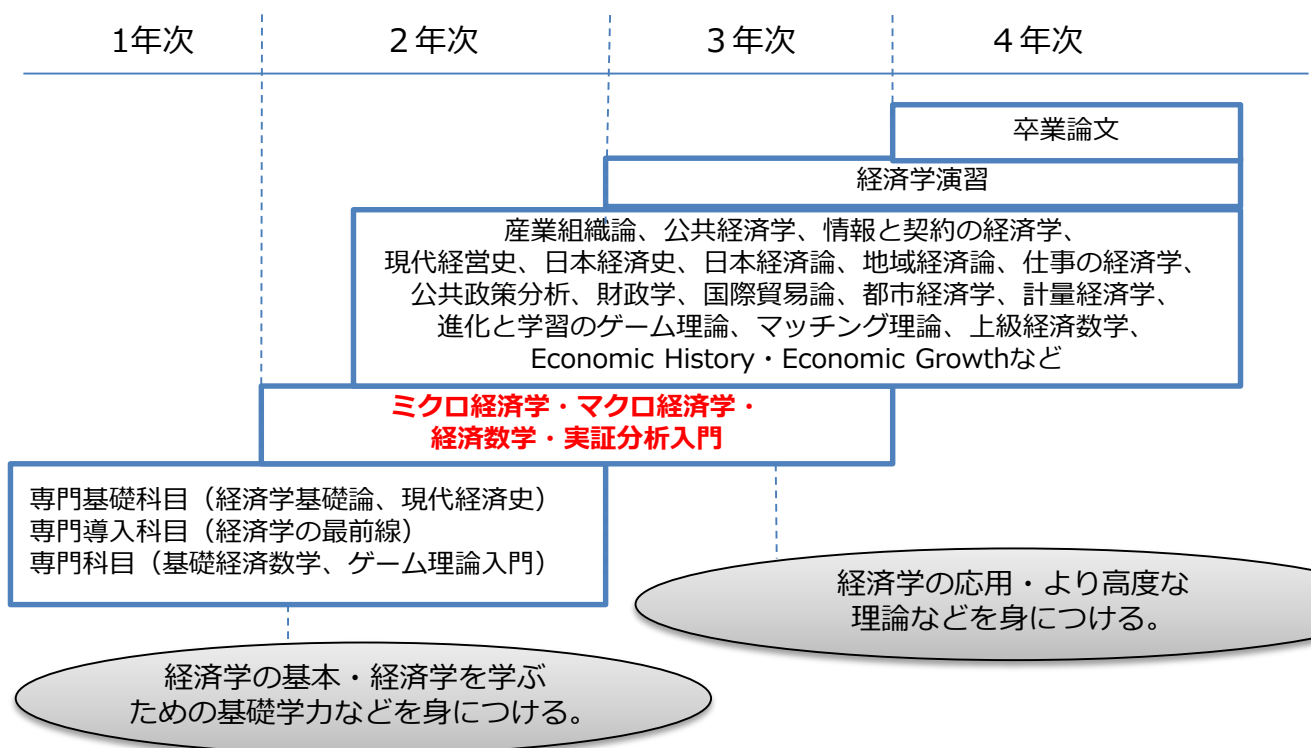 1年次
２年次
３年次
４年次
卒業論文
経済学演習
産業組織論、公共経済学、情報と契約の経済学、
現代経営史、日本経済史、日本経済論、地域経済論、仕事の経済学、
公共政策分析、財政学、国際貿易論、都市経済学、計量経済学、
進化と学習のゲーム理論、マッチング理論、上級経済数学、
Economic History・Economic Growthなど
ミクロ経済学・マクロ経済学・
経済数学・実証分析入門
専門基礎科目（経済学基礎論、現代経済史）
専門導入科目（経済学の最前線）
専門科目（基礎経済数学、ゲーム理論入門）
経済学の応用・より高度な
理論などを身につける。
経済学の基本・経済学を学ぶ
ための基礎学力などを身につける。